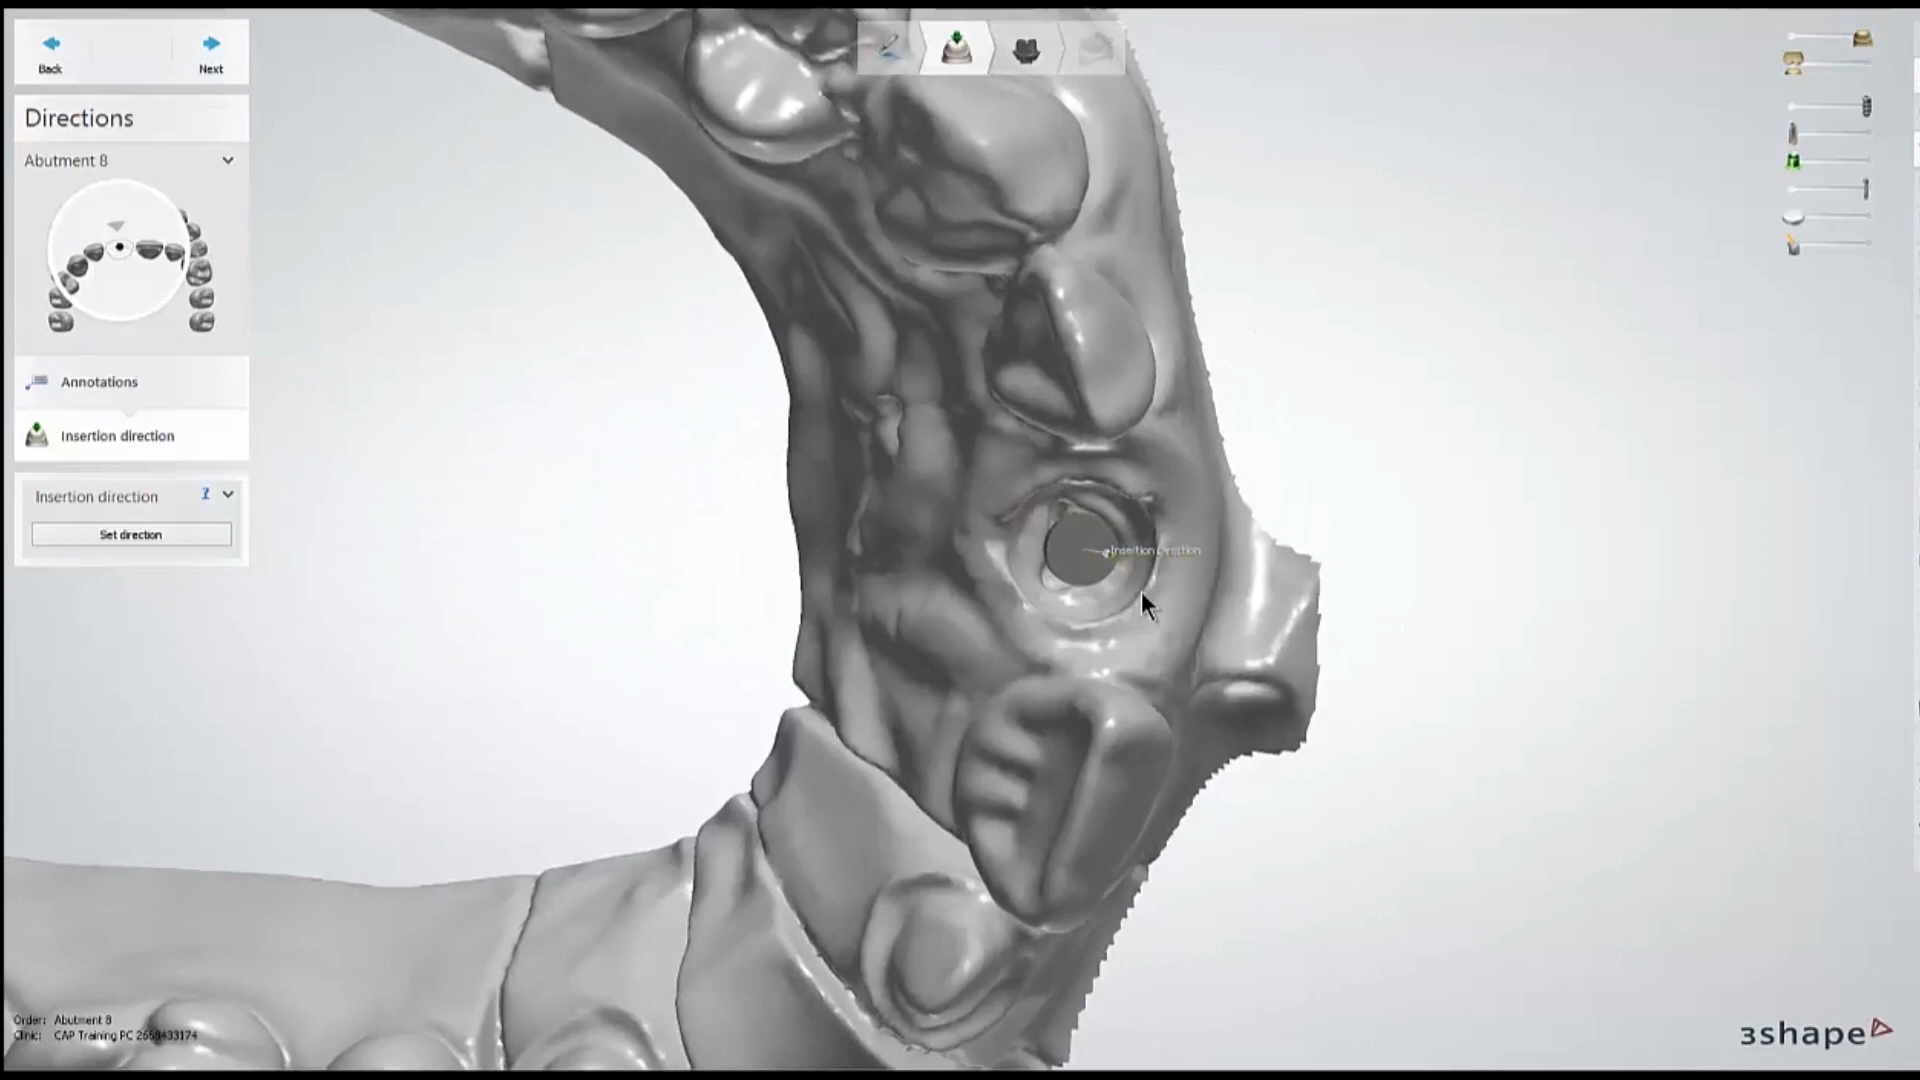 Back
Next
Directions
Abutment 8
Annotations
Insertion direction
Insertion direction
Set direction
Insertion Direction
Order: Abutment 8
Clinic: CAP Training PC 2668433174
3shape